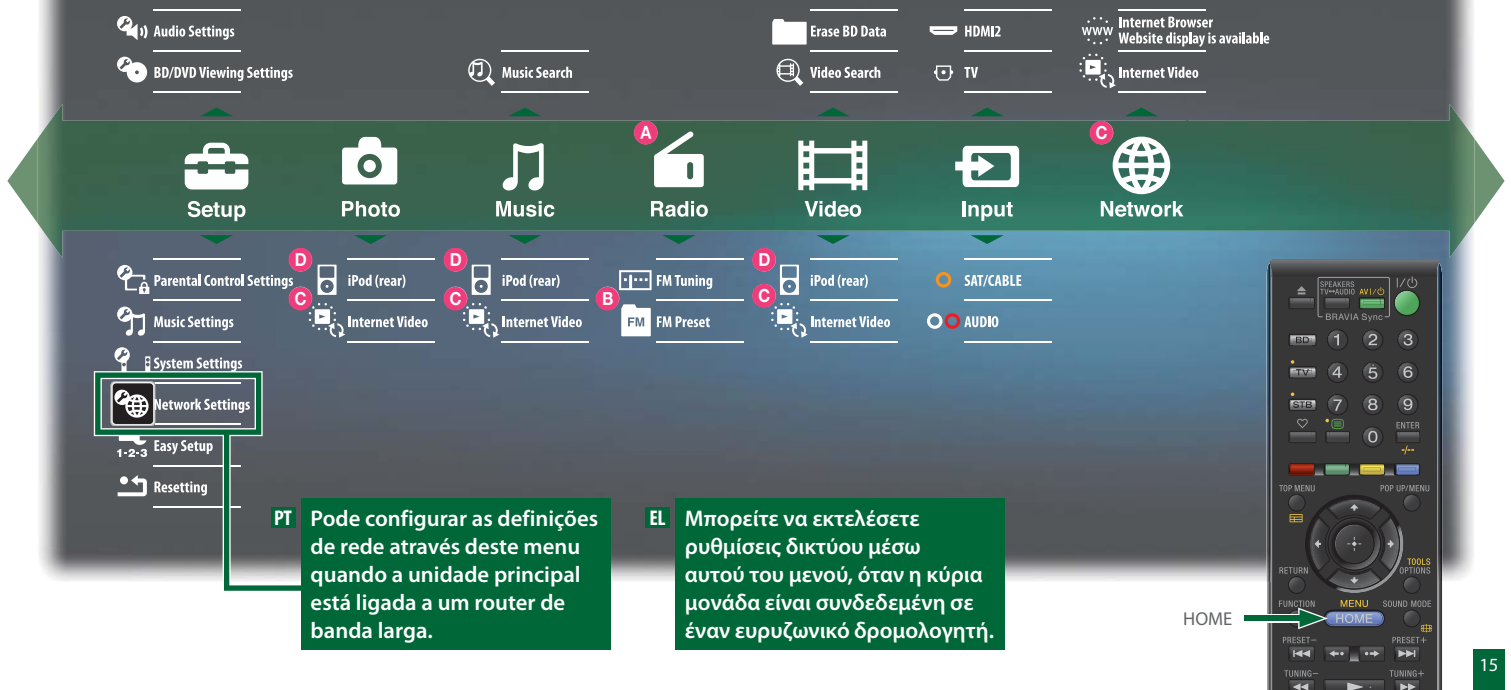 Audio Settings
BD/DVD Viewing Settings
Music Search
Erase BD Data
Video Search
HDMI2
TV
www
Internet Browser
Website display is available
Internet Video
A
C
Setup
Photo
Music
Radio
Video
Input
Network
Parental Control Settings
Music Settings
System Settings
Network Settings
1-2-3 Easy Setup
Resetting
D
iPod (rear)
C
Internet Video
D
iPod (rear)
C
Internet Video
FM Tuning
B
FM
FM Preset
D
iPod (rear)
C
Internet Video
SAT/CABLE
AUDIO
PT
Pode configurar as definições
de rede através deste menu
quando a unidade principal
está ligada a um router de
banda larga.
EL
Μπορείτε να εκτελέσετε
ρυθμίσεις δικτύου μέσω
αυτού του μενού, όταν η κύρια
μονάδα είναι συνδεδεμένη σε
έναν ευρυζωνικό δρομολογητή.
HOME
SPEAKERS
TV↔AUDIO
AV I/⏻
I/⏻
BRAVIA Sync
BD 1 2 3
TV 4 5 6
STB 7 8 9
0
ENTER
-/--
TOP MENU
POP UP/MENU
TOOLS
RETURN
OPTIONS
FUNCTION
MENU
SOUND MODE
HOME
PRESET–
PRESET+
TUNING–
TUNING+
15